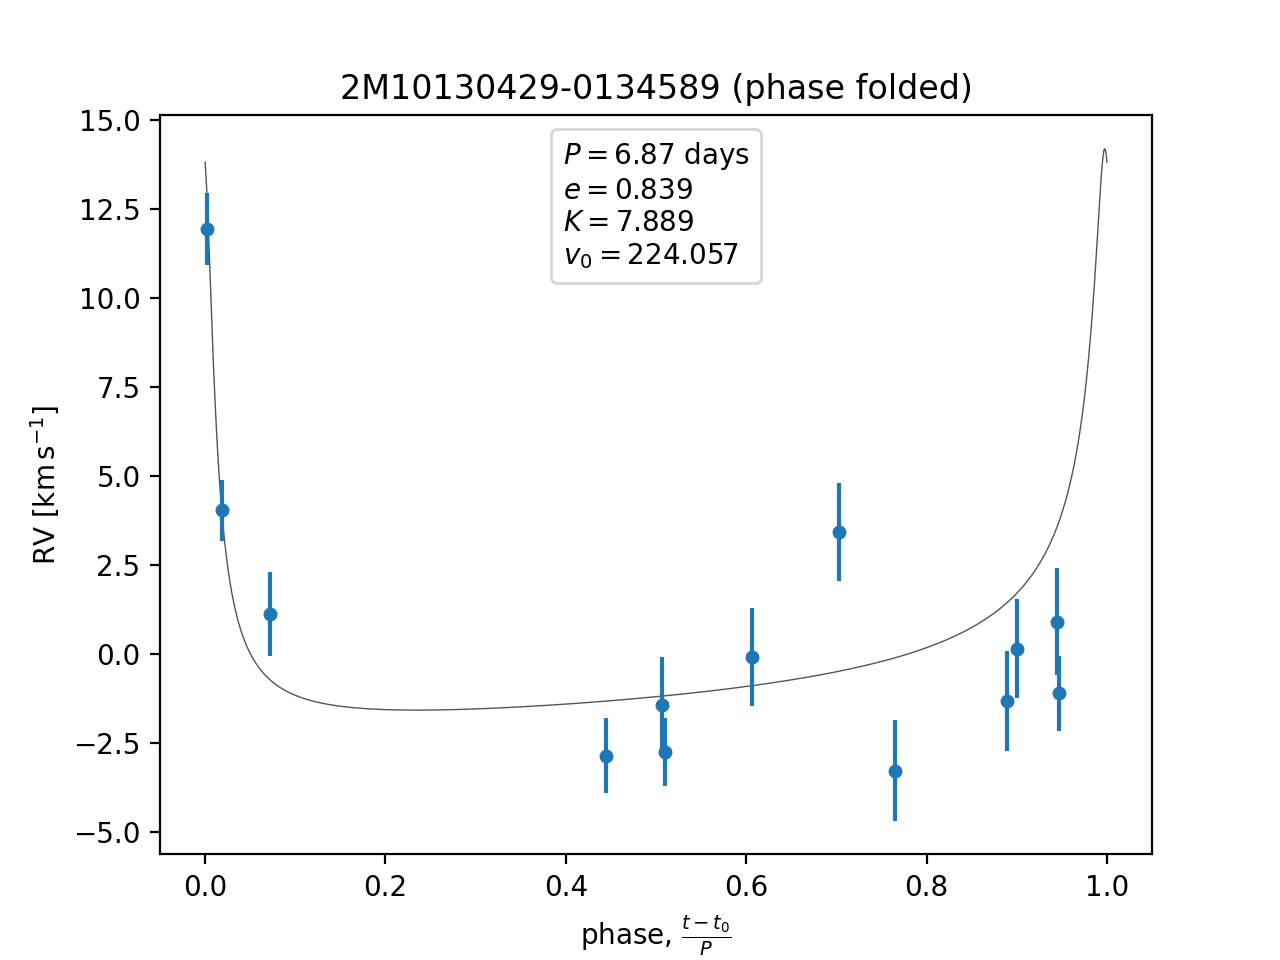 2M10130429-0134589 (phase folded)
P = 6.87 days
e = 0.839
K = 7.889
v₀ = 224.057
15.0
12.5
10.0
7.5
5.0
2.5
0.0
−2.5
−5.0
RV [km s⁻¹]
0.0 0.2 0.4 0.6 0.8 1.0
phase, (t − t₀)/P